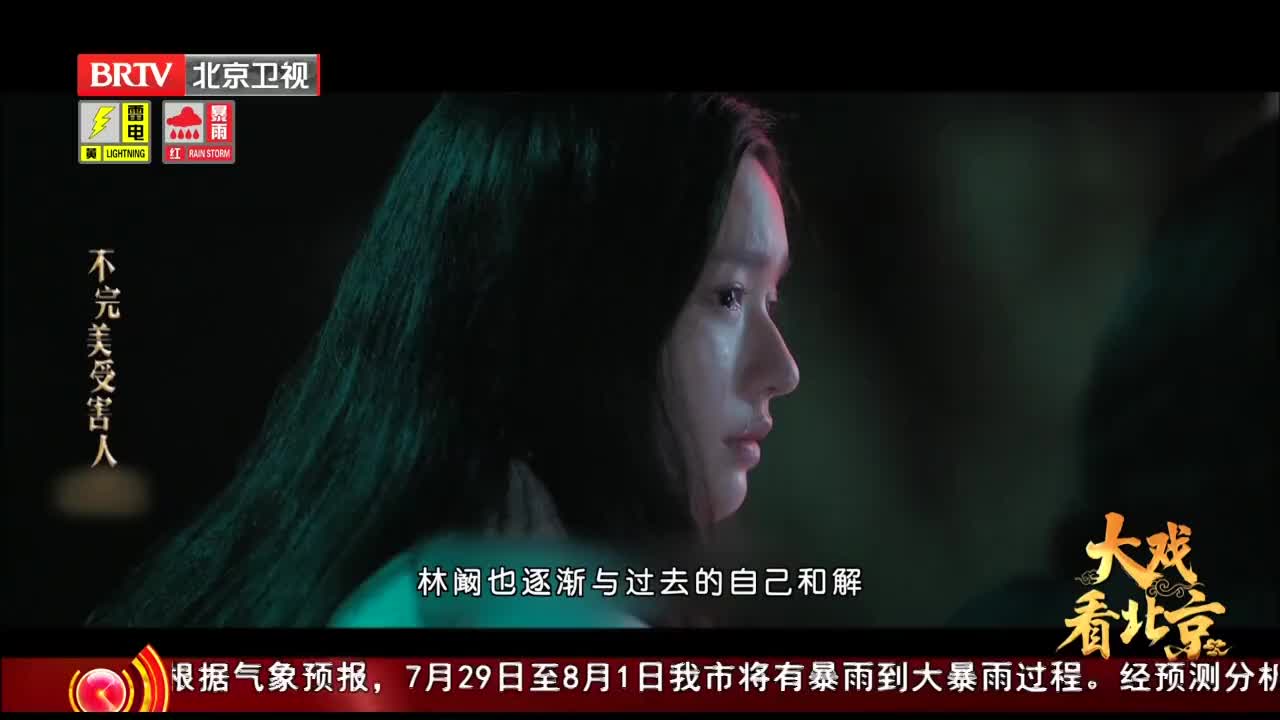 BRTV 北京卫视
雷电
黄 LIGHTNING
暴雨
红 RAIN STORM
不完美受害人
林阚也逐渐与过去的自己和解
大戏
看北京
根据气象预报，7月29日至8月1日我市将有暴雨到大暴雨过程。经预测分析